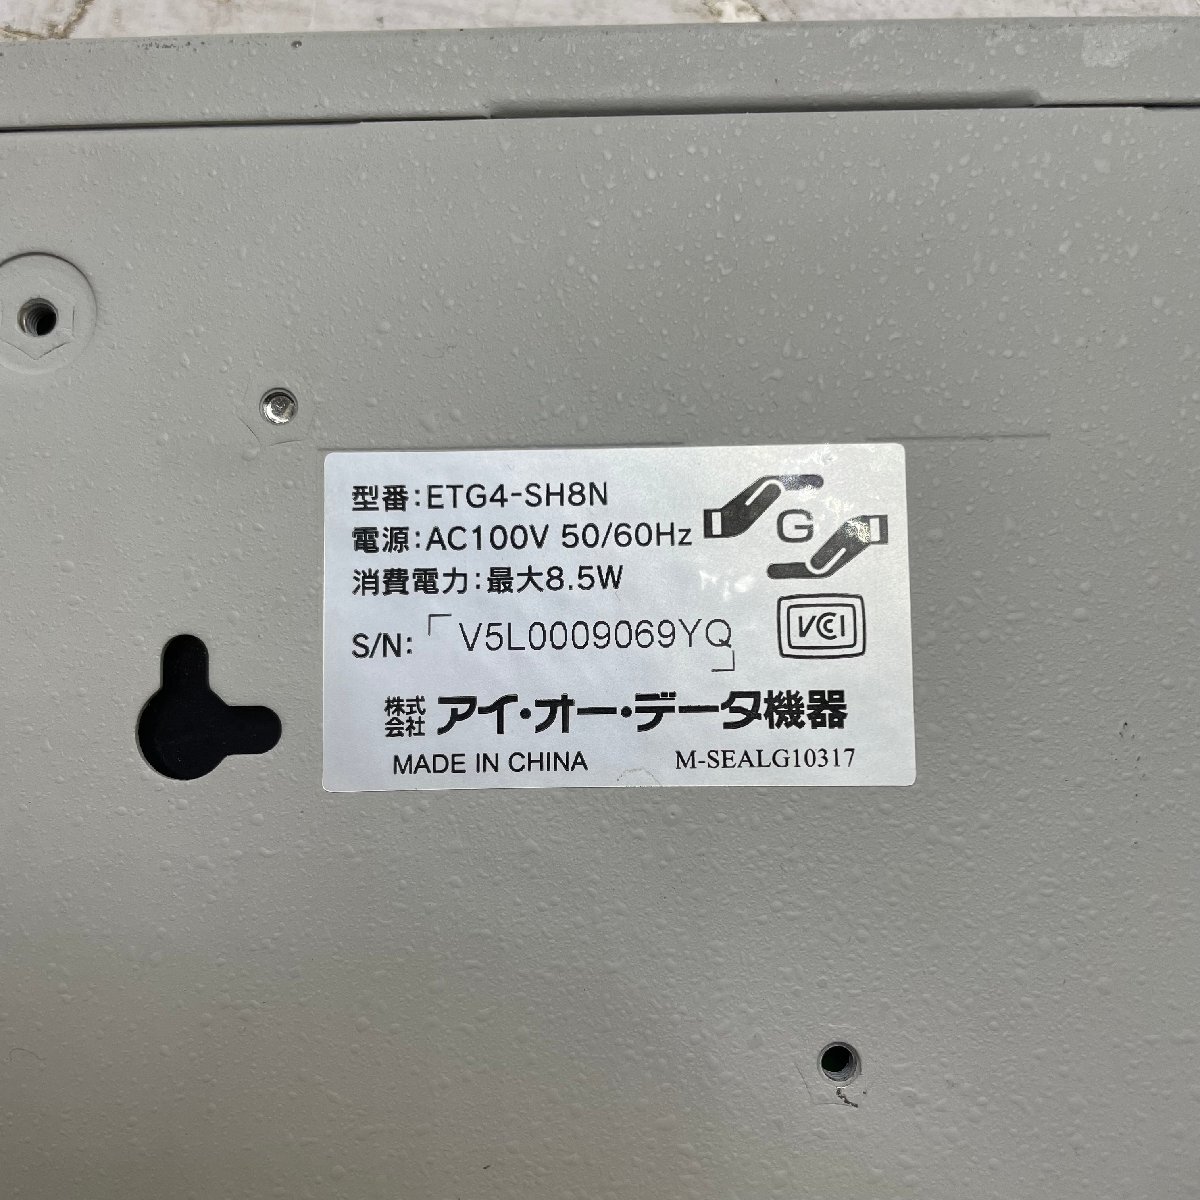 型番:ETG4-SH8N
電源:AC100V 50/60Hz
G
消費電力:最大8.5W
S/N: V5L0009069YQ
VCCI
株式会社 アイ・オー・データ機器
MADE IN CHINA M-SEALG10317